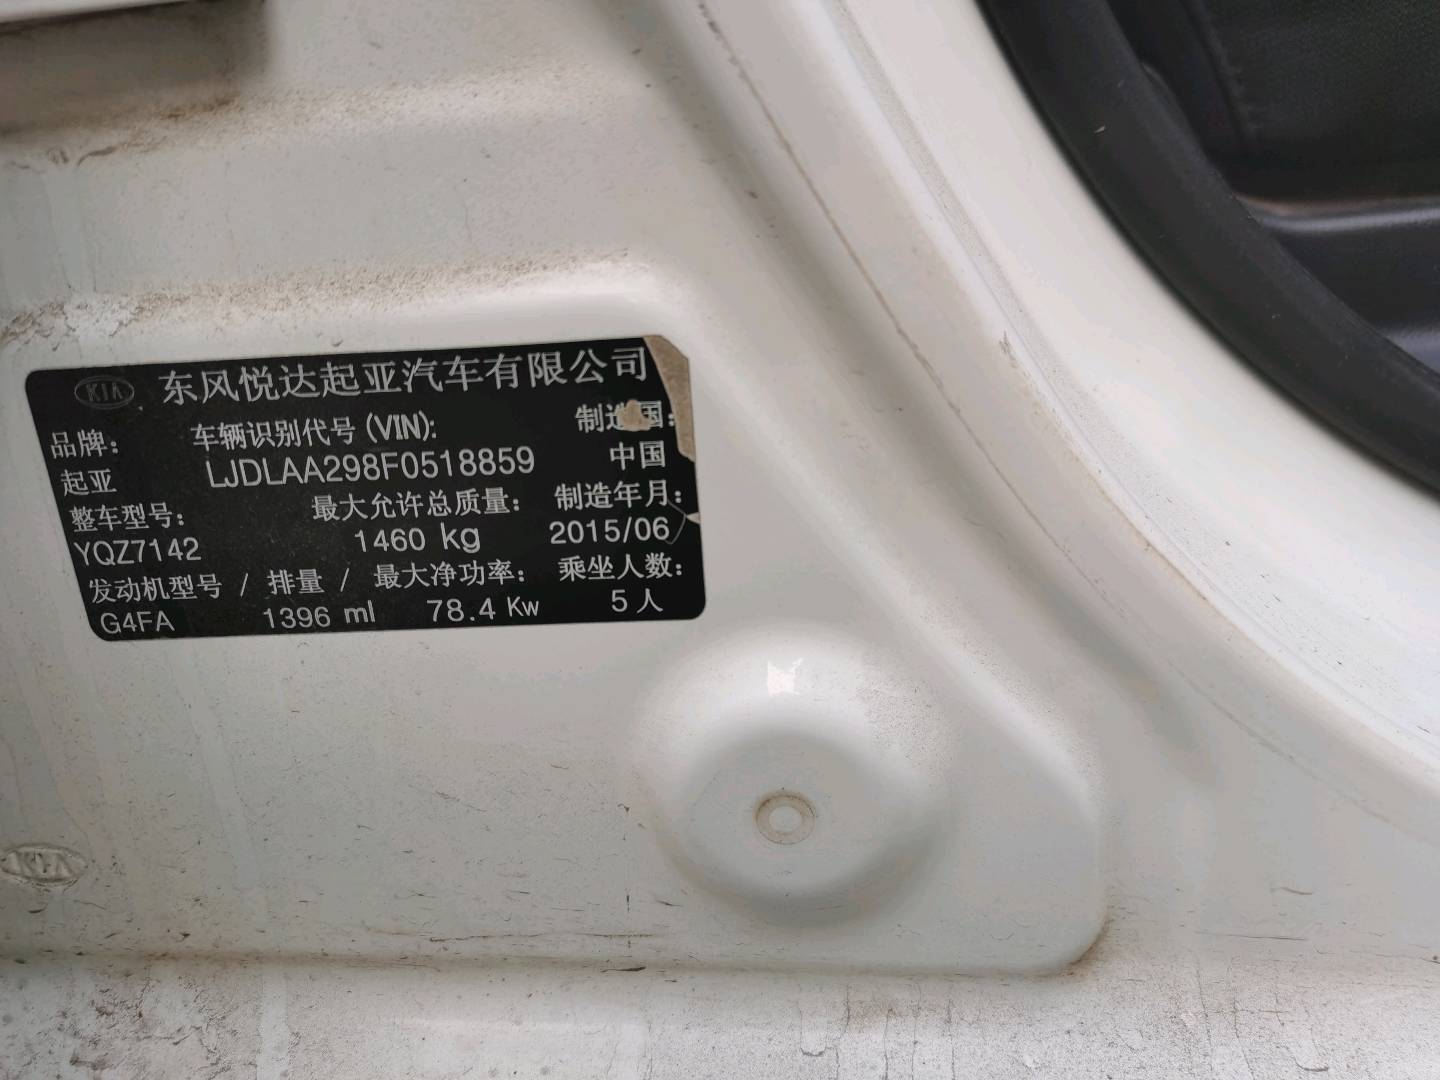 KIA 东风悦达起亚汽车有限公司
品牌: 车辆识别代号 (VIN): 制造国:
起亚 LJDLAA298F0518859 中国
整车型号: 最大允许总质量: 制造年月:
YQZ7142 1460 kg 2015/06
发动机型号 / 排量 / 最大净功率: 乘坐人数:
G4FA 1396 ml 78.4 Kw 5人
KIA